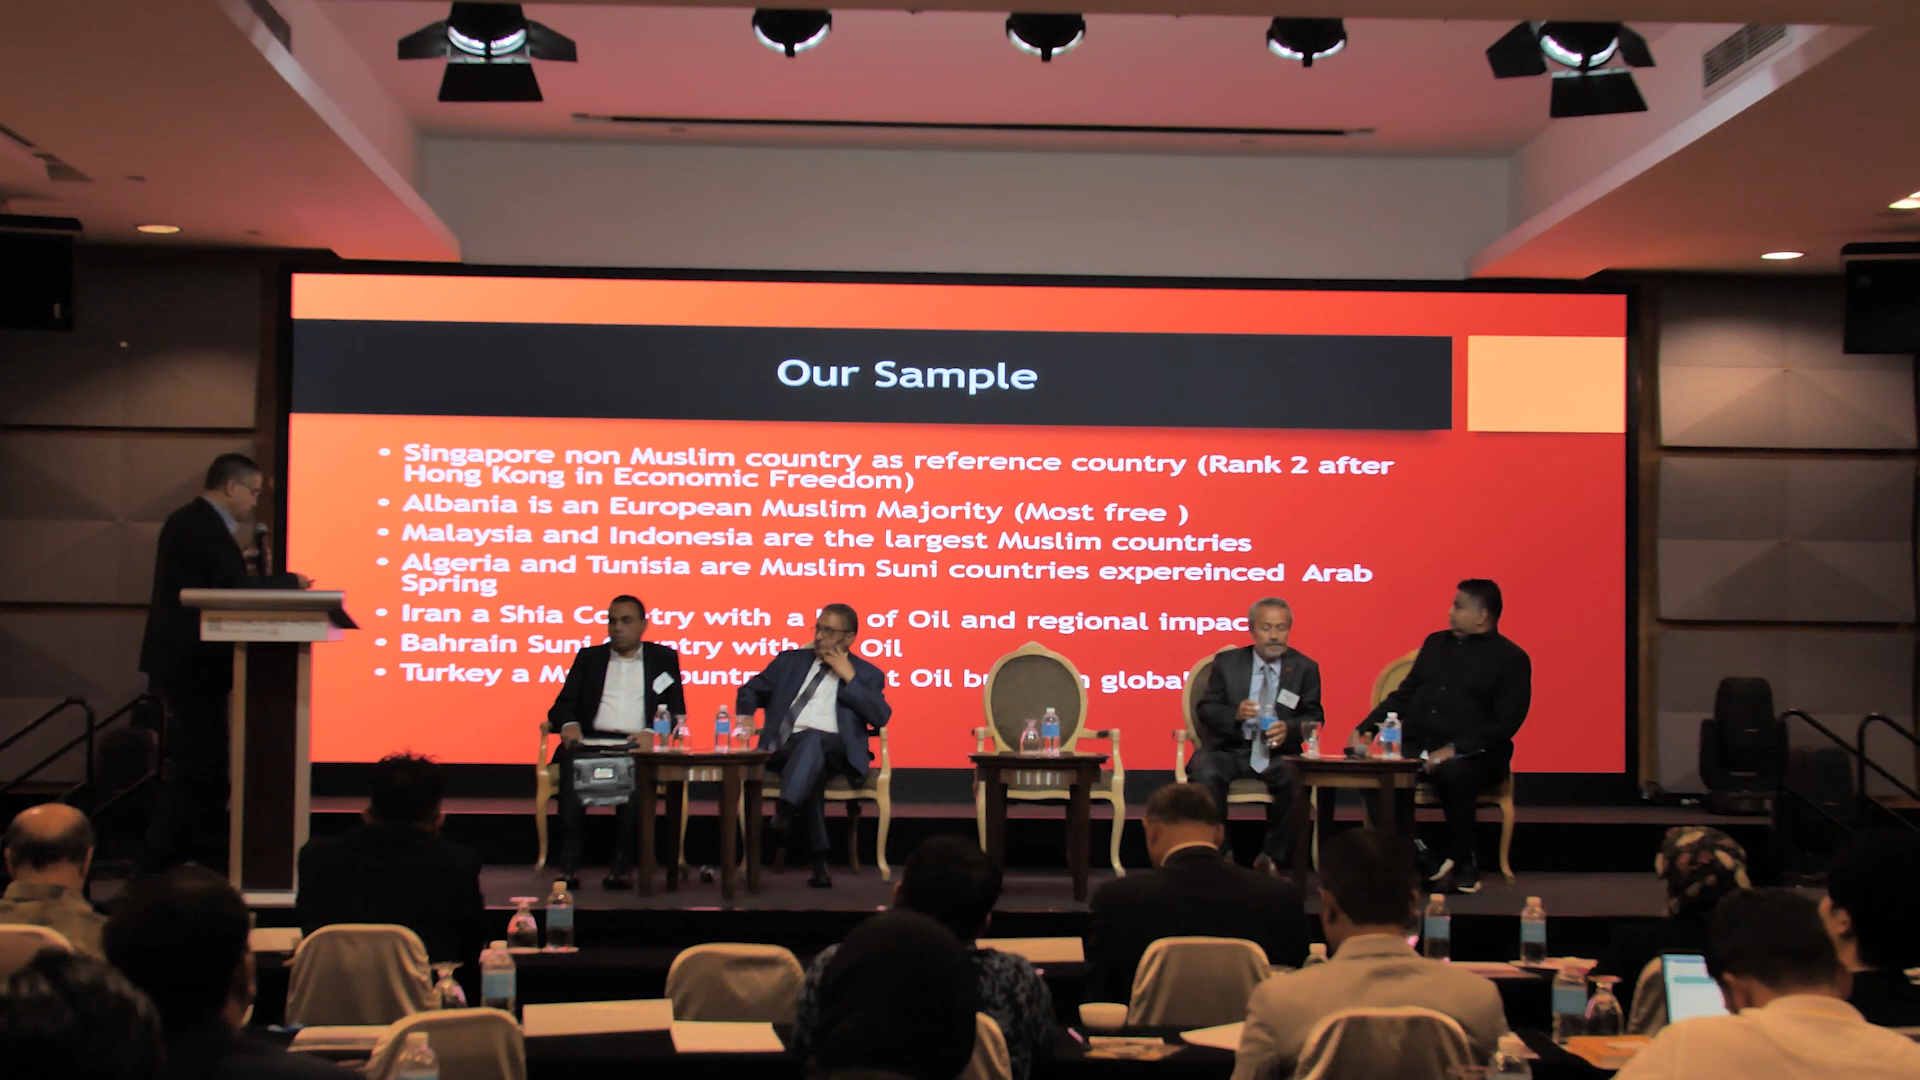 Our Sample
• Singapore non Muslim country as reference country (Rank 2 after
Hong Kong in Economic Freedom)
• Albania is an European Muslim Majority (Most free )
• Malaysia and Indonesia are the largest Muslim countries
• Algeria and Tunisia are Muslim Suni countries expereinced Arab
Spring
• Iran a Shia with a of Oil and regional
• Bahrain Suni Oil
• Turkey a Oil global